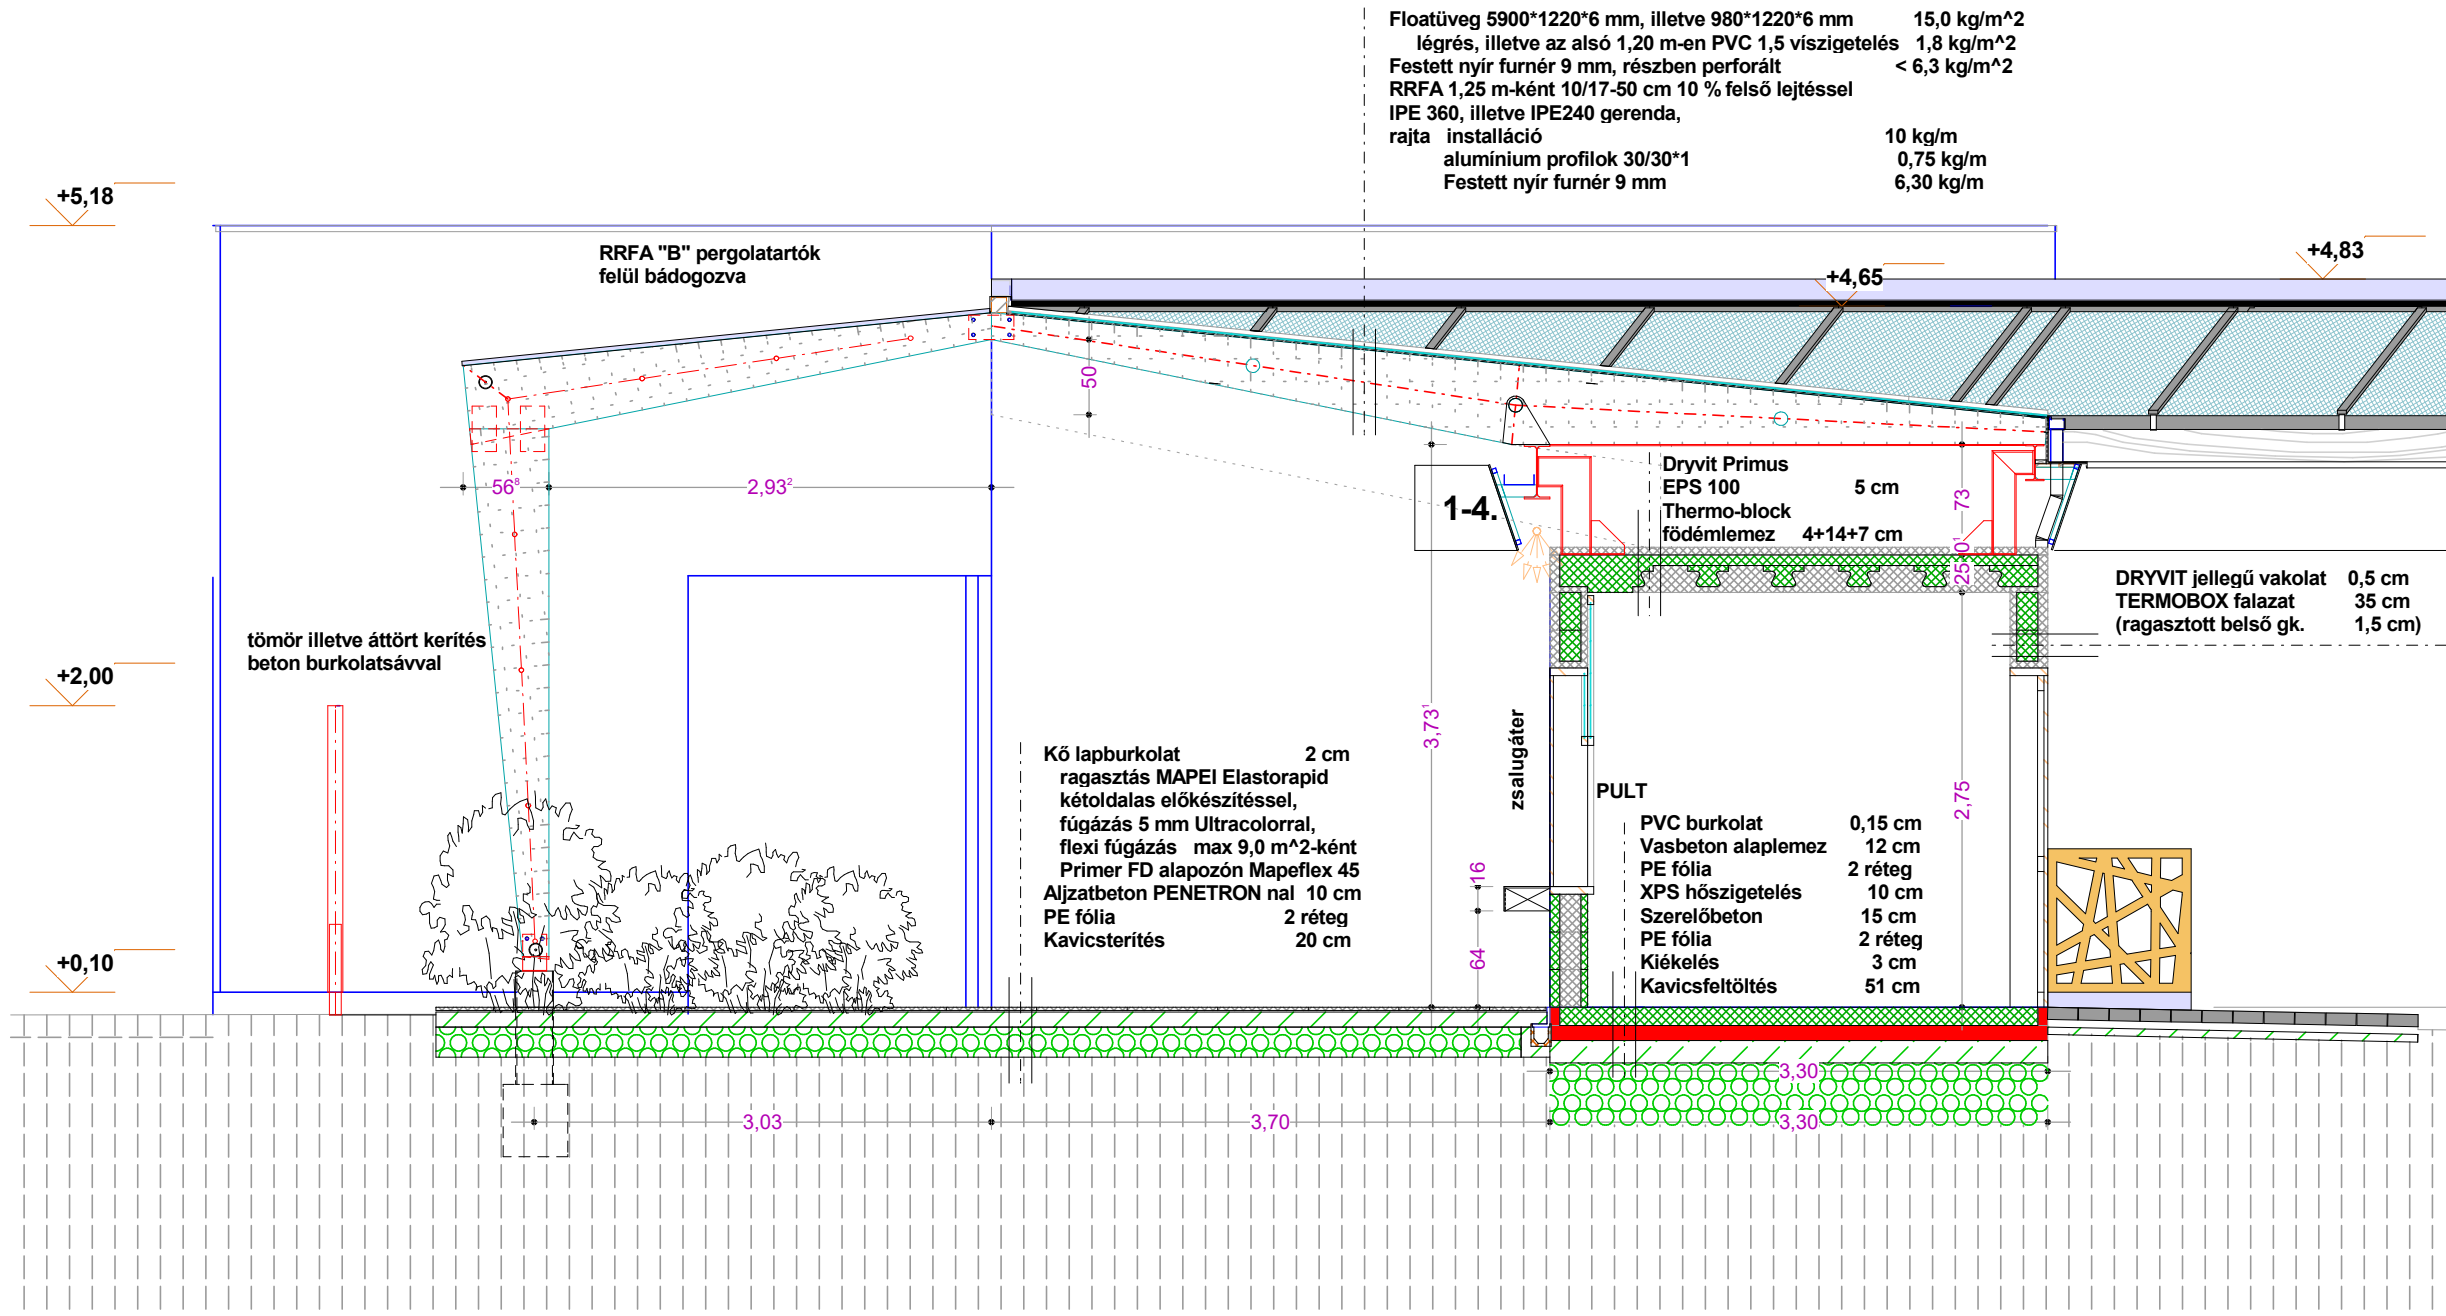 Floatüveg 5900*1220*6 mm, illetve 980*1220*6 mm 15,0 kg/m^2
légrés, illetve az alsó 1,20 m-en PVC 1,5 víszigetelés 1,8 kg/m^2
Festett nyír furnér 9 mm, részben perforált < 6,3 kg/m^2
RRFA 1,25 m-ként 10/17-50 cm 10 % felső lejtéssel
IPE 360, illetve IPE240 gerenda,
rajta installáció 10 kg/m
alumínium profilok 30/30*1 0,75 kg/m
Festett nyír furnér 9 mm 6,30 kg/m
+5,18
RRFA "B" pergolatartók
felül bádogozva
+4,65
+4,83
50
56⁸
2,93²
1-4.
Dryvit Primus
EPS 100 5 cm
Thermo-block
födémlemez 4+14+7 cm
73
25
0¹
DRYVIT jellegű vakolat 0,5 cm
TERMOBOX falazat 35 cm
(ragasztott belső gk. 1,5 cm)
tömör illetve áttört kerítés
beton burkolatsávval
+2,00
3,73¹
zsalugáter
2,75
Kő lapburkolat 2 cm
ragasztás MAPEI Elastorapid
kétoldalas előkészítéssel,
fúgázás 5 mm Ultracolorral,
flexi fúgázás max 9,0 m^2-ként
Primer FD alapozón Mapeflex 45
Aljzatbeton PENETRON nal 10 cm
PE fólia 2 réteg
Kavicsterítés 20 cm
16
64
PULT
PVC burkolat 0,15 cm
Vasbeton alaplemez 12 cm
PE fólia 2 réteg
XPS hőszigetelés 10 cm
Szerelőbeton 15 cm
PE fólia 2 réteg
Kiékelés 3 cm
Kavicsfeltöltés 51 cm
+0,10
3,30
3,03
3,70
3,30